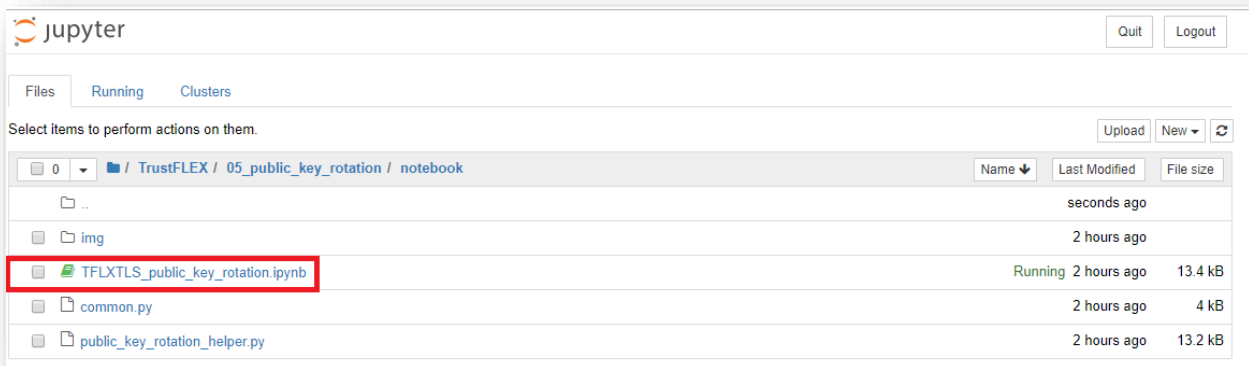 jupyter Quit Logout
Files Running Clusters
Select items to perform actions on them. Upload New
0 / TrustFLEX / 05_public_key_rotation / notebook Name Last Modified File size
.. seconds ago
img 2 hours ago
TFLXTLS_public_key_rotation.ipynb Running 2 hours ago 13.4 kB
common.py 2 hours ago 4 kB
public_key_rotation_helper.py 2 hours ago 13.2 kB